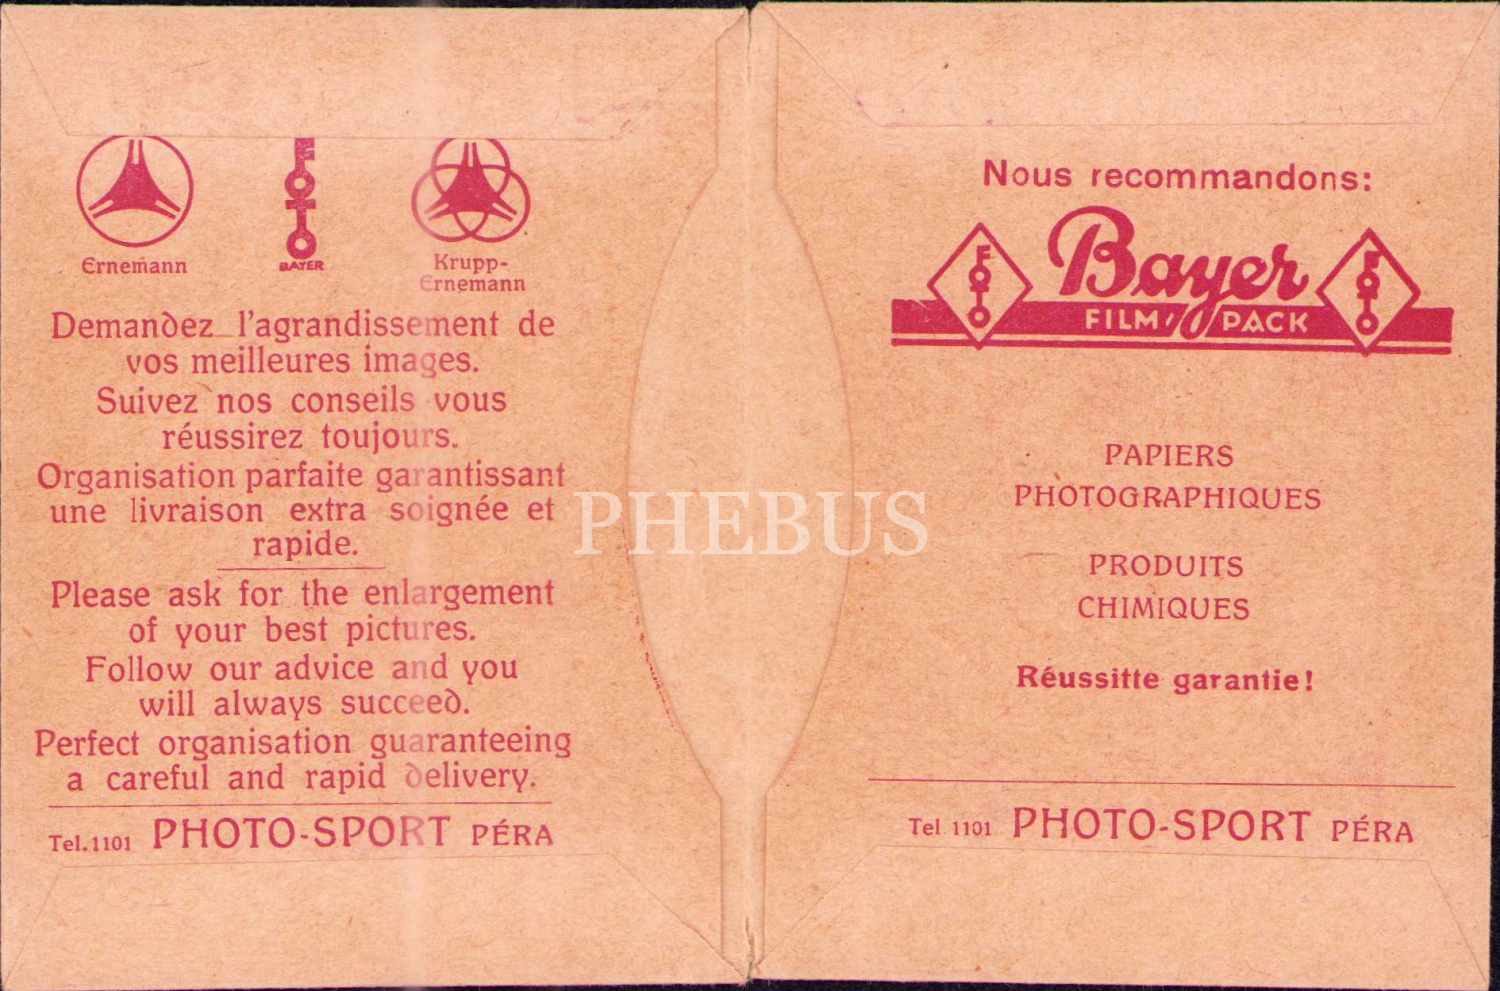 FOTO
Ernemann
BAYER
Krupp-
Ernemann
Demandez l'agrandissement de
vos meilleures images.
Suivez nos conseils vous
réussirez toujours.
Organisation parfaite garantissant
une livraison extra soignée et
rapide.
Please ask for the enlargement
of your best pictures.
Follow our advice and you
will always succeed.
Perfect organisation guaranteeing
a careful and rapid delivery.
Tel. 1101 PHOTO-SPORT PÉRA
PHEBUS
Nous recommandons:
FOTO Bayer FOTO
FILM PACK
PAPIERS
PHOTOGRAPHIQUES
PRODUITS
CHIMIQUES
Réussitte garantie!
Tel 1101 PHOTO-SPORT PÉRA